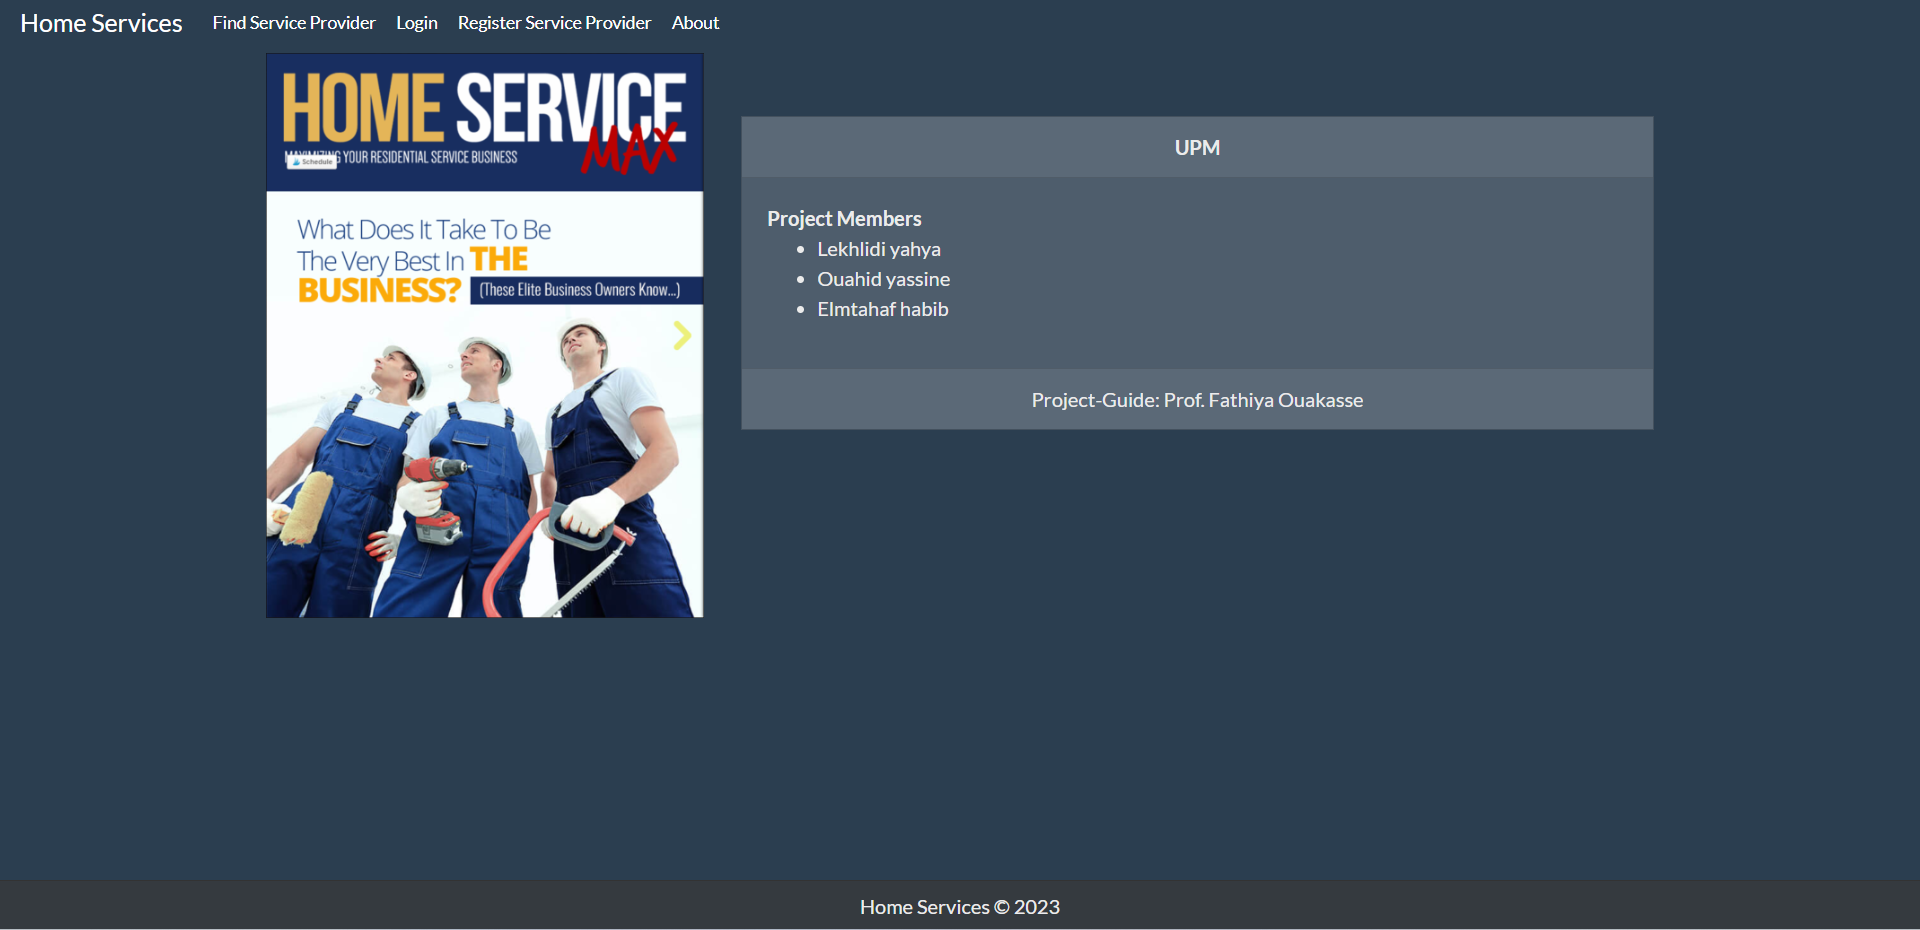 Home Services Find Service Provider Login Register Service Provider About
HOME SERVICE
MAX
MAXIMIZING YOUR RESIDENTIAL SERVICE BUSINESS
Schedule
What Does It Take To Be
The Very Best In THE
BUSINESS? (These Elite Business Owners Know...)
UPM
Project Members
Lekhlidi yahya
Ouahid yassine
Elmtahaf habib
Project-Guide: Prof. Fathiya Ouakasse
Home Services © 2023